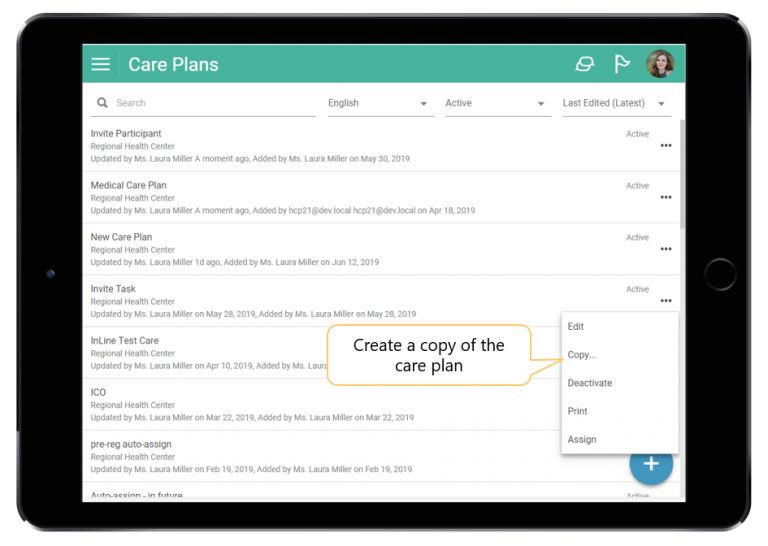 Care Plans
Search
English
Active
Last Edited (Latest)
Invite Participant
Active
Regional Health Center
•••
Updated by Ms. Laura Miller A moment ago, Added by Ms. Laura Miller on May 30, 2019
Medical Care Plan
Active
Regional Health Center
•••
Updated by Ms. Laura Miller A moment ago, Added by hcp21@dev.local hcp21@dev.local on Apr 18, 2019
New Care Plan
Active
Regional Health Center
•••
Updated by Ms. Laura Miller 1d ago, Added by Ms. Laura Miller on Jun 12, 2019
Invite Task
Active
Regional Health Center
•••
Updated by Ms. Laura Miller on May 28, 2019, Added by Ms. Laura Miller on May 28, 2019
InLine Test Care
Regional Health Center
Updated by Ms. Laura Miller on Apr 10, 2019, Added by Ms. Laura
ICO
Regional Health Center
Updated by Ms. Laura Miller on Mar 22, 2019, Added by Ms. Laura Miller on Mar 22, 2019
pre-reg auto-assign
Regional Health Center
Updated by Ms. Laura Miller on Feb 19, 2019, Added by Ms. Laura Miller on Feb 19, 2019
Auto-assign - in future
Active
Create a copy of the
care plan
Edit
Copy...
Deactivate
Print
Assign
+